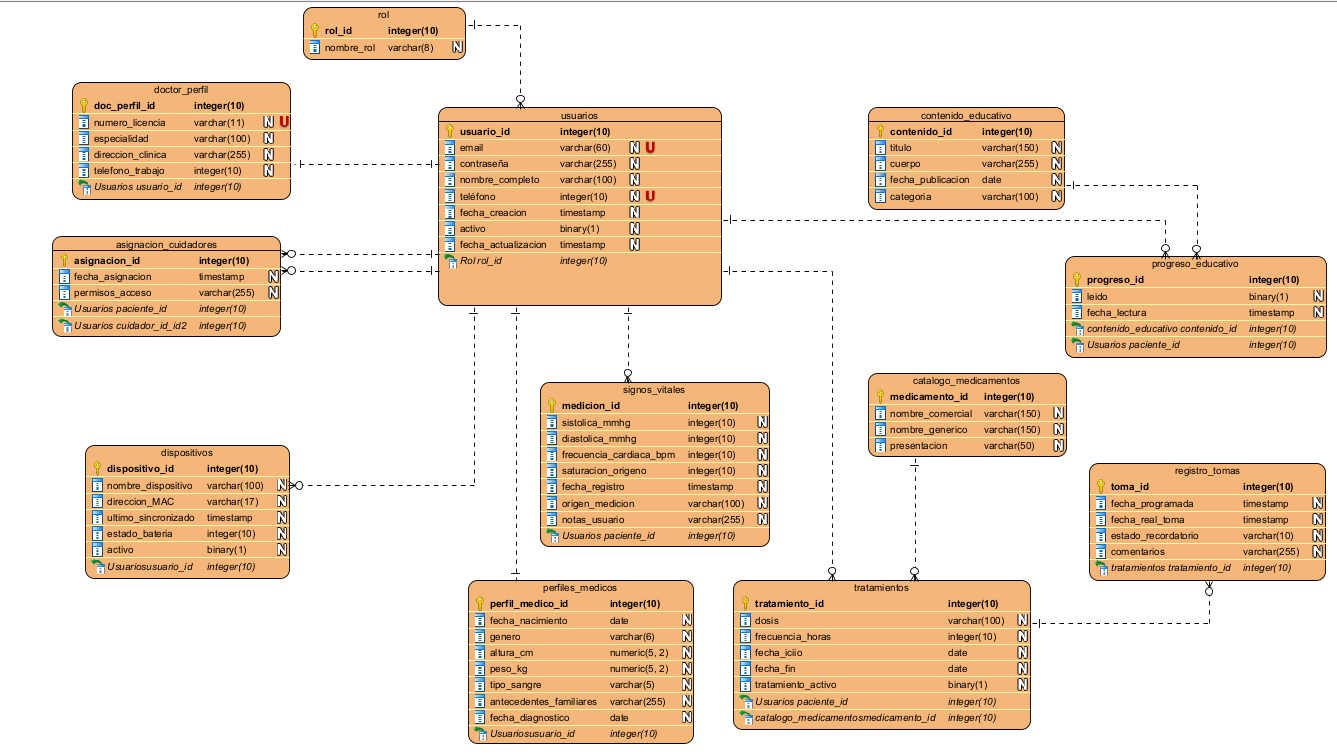 rol
rol_id integer(10)
nombre_rol varchar(8) N
doctor_perfil
doc_perfil_id integer(10)
numero_licencia varchar(11) N U
especialidad varchar(100) N
direccion_clinica varchar(255) N
telefono_trabajo integer(10) N
Usuarios usuario_id integer(10)
usuarios
usuario_id integer(10)
email varchar(60) N U
contraseña varchar(255) N
nombre_completo varchar(100) N
teléfono integer(10) N U
fecha_creacion timestamp N
activo binary(1) N
fecha_actualizacion timestamp N
Rol rol_id integer(10)
contenido_educativo
contenido_id integer(10)
titulo varchar(150) N
cuerpo varchar(255) N
fecha_publicacion date N
categoria varchar(100) N
asignacion_cuidadores
asignacion_id integer(10)
fecha_asignacion timestamp N
permisos_acceso varchar(255) N
Usuarios paciente_id integer(10)
Usuarios cuidador_id_id2 integer(10)
progreso_educativo
progreso_id integer(10)
leido binary(1) N
fecha_lectura timestamp N
contenido_educativo contenido_id integer(10)
Usuarios paciente_id integer(10)
signos_vitales
medicion_id integer(10)
sistolica_mmhg integer(10) N
diastolica_mmhg integer(10) N
frecuencia_cardiaca_bpm integer(10) N
saturacion_origeno integer(10) N
fecha_registro timestamp N
origen_medicion varchar(100) N
notas_usuario varchar(255) N
Usuarios paciente_id integer(10)
catalogo_medicamentos
medicamento_id integer(10)
nombre_comercial varchar(150) N
nombre_generico varchar(150) N
presentacion varchar(50) N
dispositivos
dispositivo_id integer(10)
nombre_dispositivo varchar(100) N
direccion_MAC varchar(17) N
ultimo_sincronizado timestamp N
estado_bateria integer(10) N
activo binary(1) N
Usuariosusuario_id integer(10)
registro_tomas
toma_id integer(10)
fecha_programada timestamp N
fecha_real_toma timestamp N
estado_recordatorio varchar(10) N
comentarios varchar(255) N
tratamientos tratamiento_id integer(10)
perfiles_medicos
perfil_medico_id integer(10)
fecha_nacimiento date N
genero varchar(6) N
altura_cm numeric(5, 2) N
peso_kg numeric(5, 2) N
tipo_sangre varchar(5) N
antecedentes_familiares varchar(255) N
fecha_diagnostico date N
Usuariosusuario_id integer(10)
tratamientos
tratamiento_id integer(10)
dosis varchar(100) N
frecuencia_horas integer(10) N
fecha_iciio date N
fecha_fin date N
tratamiento_activo binary(1) N
Usuarios paciente_id integer(10)
catalogo_medicamentosmedicamento_id integer(10)